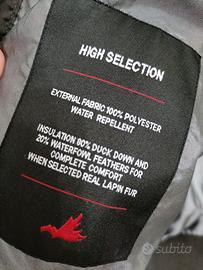 HIGH SELECTION
EXTERNAL FABRIC 100% POLYESTER
WATER REPELLENT
INSULATION 80% DUCK DOWN AND
20% WATERFOWL FEATHERS FOR
COMPLETE COMFORT
WHEN SELECTED REAL LAPIN FUR
subito